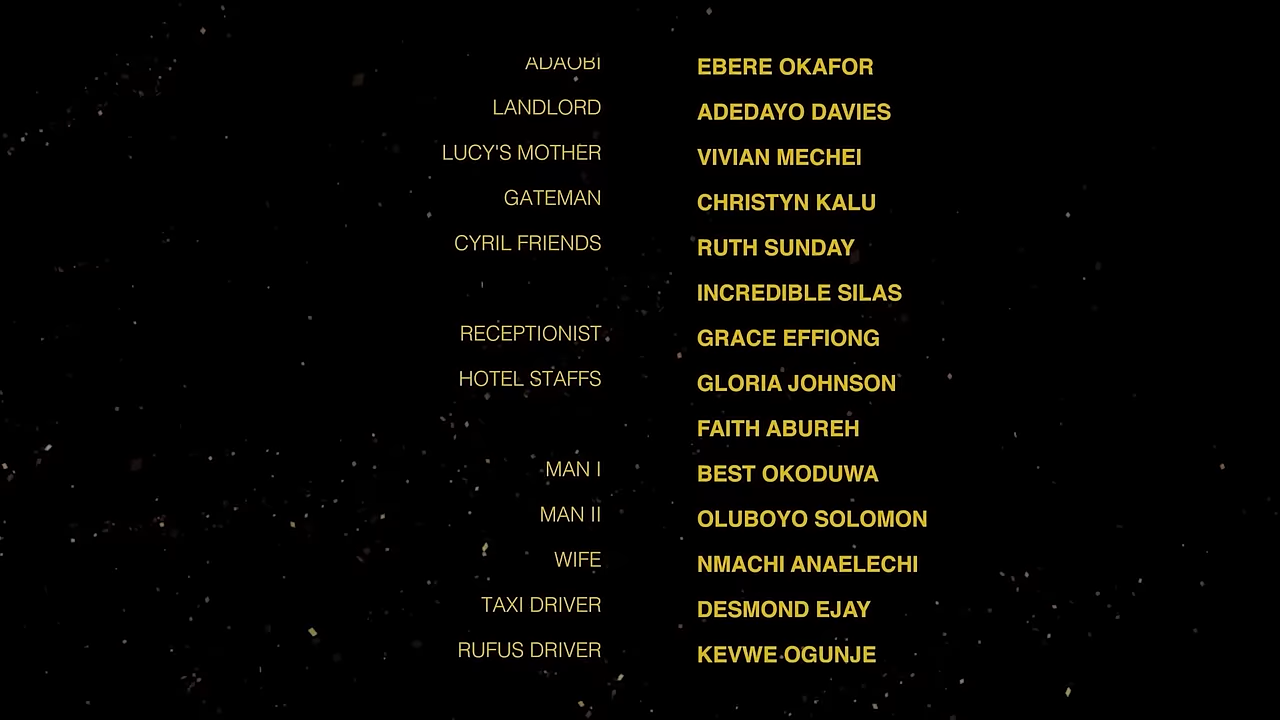 ADAOBI EBERE OKAFOR
LANDLORD ADEDAYO DAVIES
LUCY'S MOTHER VIVIAN MECHEI
GATEMAN CHRISTYN KALU
CYRIL FRIENDS RUTH SUNDAY
INCREDIBLE SILAS
RECEPTIONIST GRACE EFFIONG
HOTEL STAFFS GLORIA JOHNSON
FAITH ABUREH
MAN I BEST OKODUWA
MAN II OLUBOYO SOLOMON
WIFE NMACHI ANAELECHI
TAXI DRIVER DESMOND EJAY
RUFUS DRIVER KEVWE OGUNJE